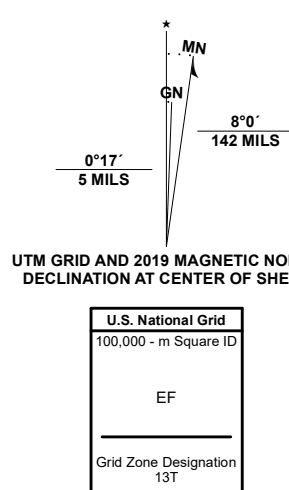 ★
MN
GN
8°0´
142 MILS
0°17´
5 MILS
UTM GRID AND 2019 MAGNETIC NO
DECLINATION AT CENTER OF SHE
U.S. National Grid
100,000 - m Square ID
EF
Grid Zone Designation
13T